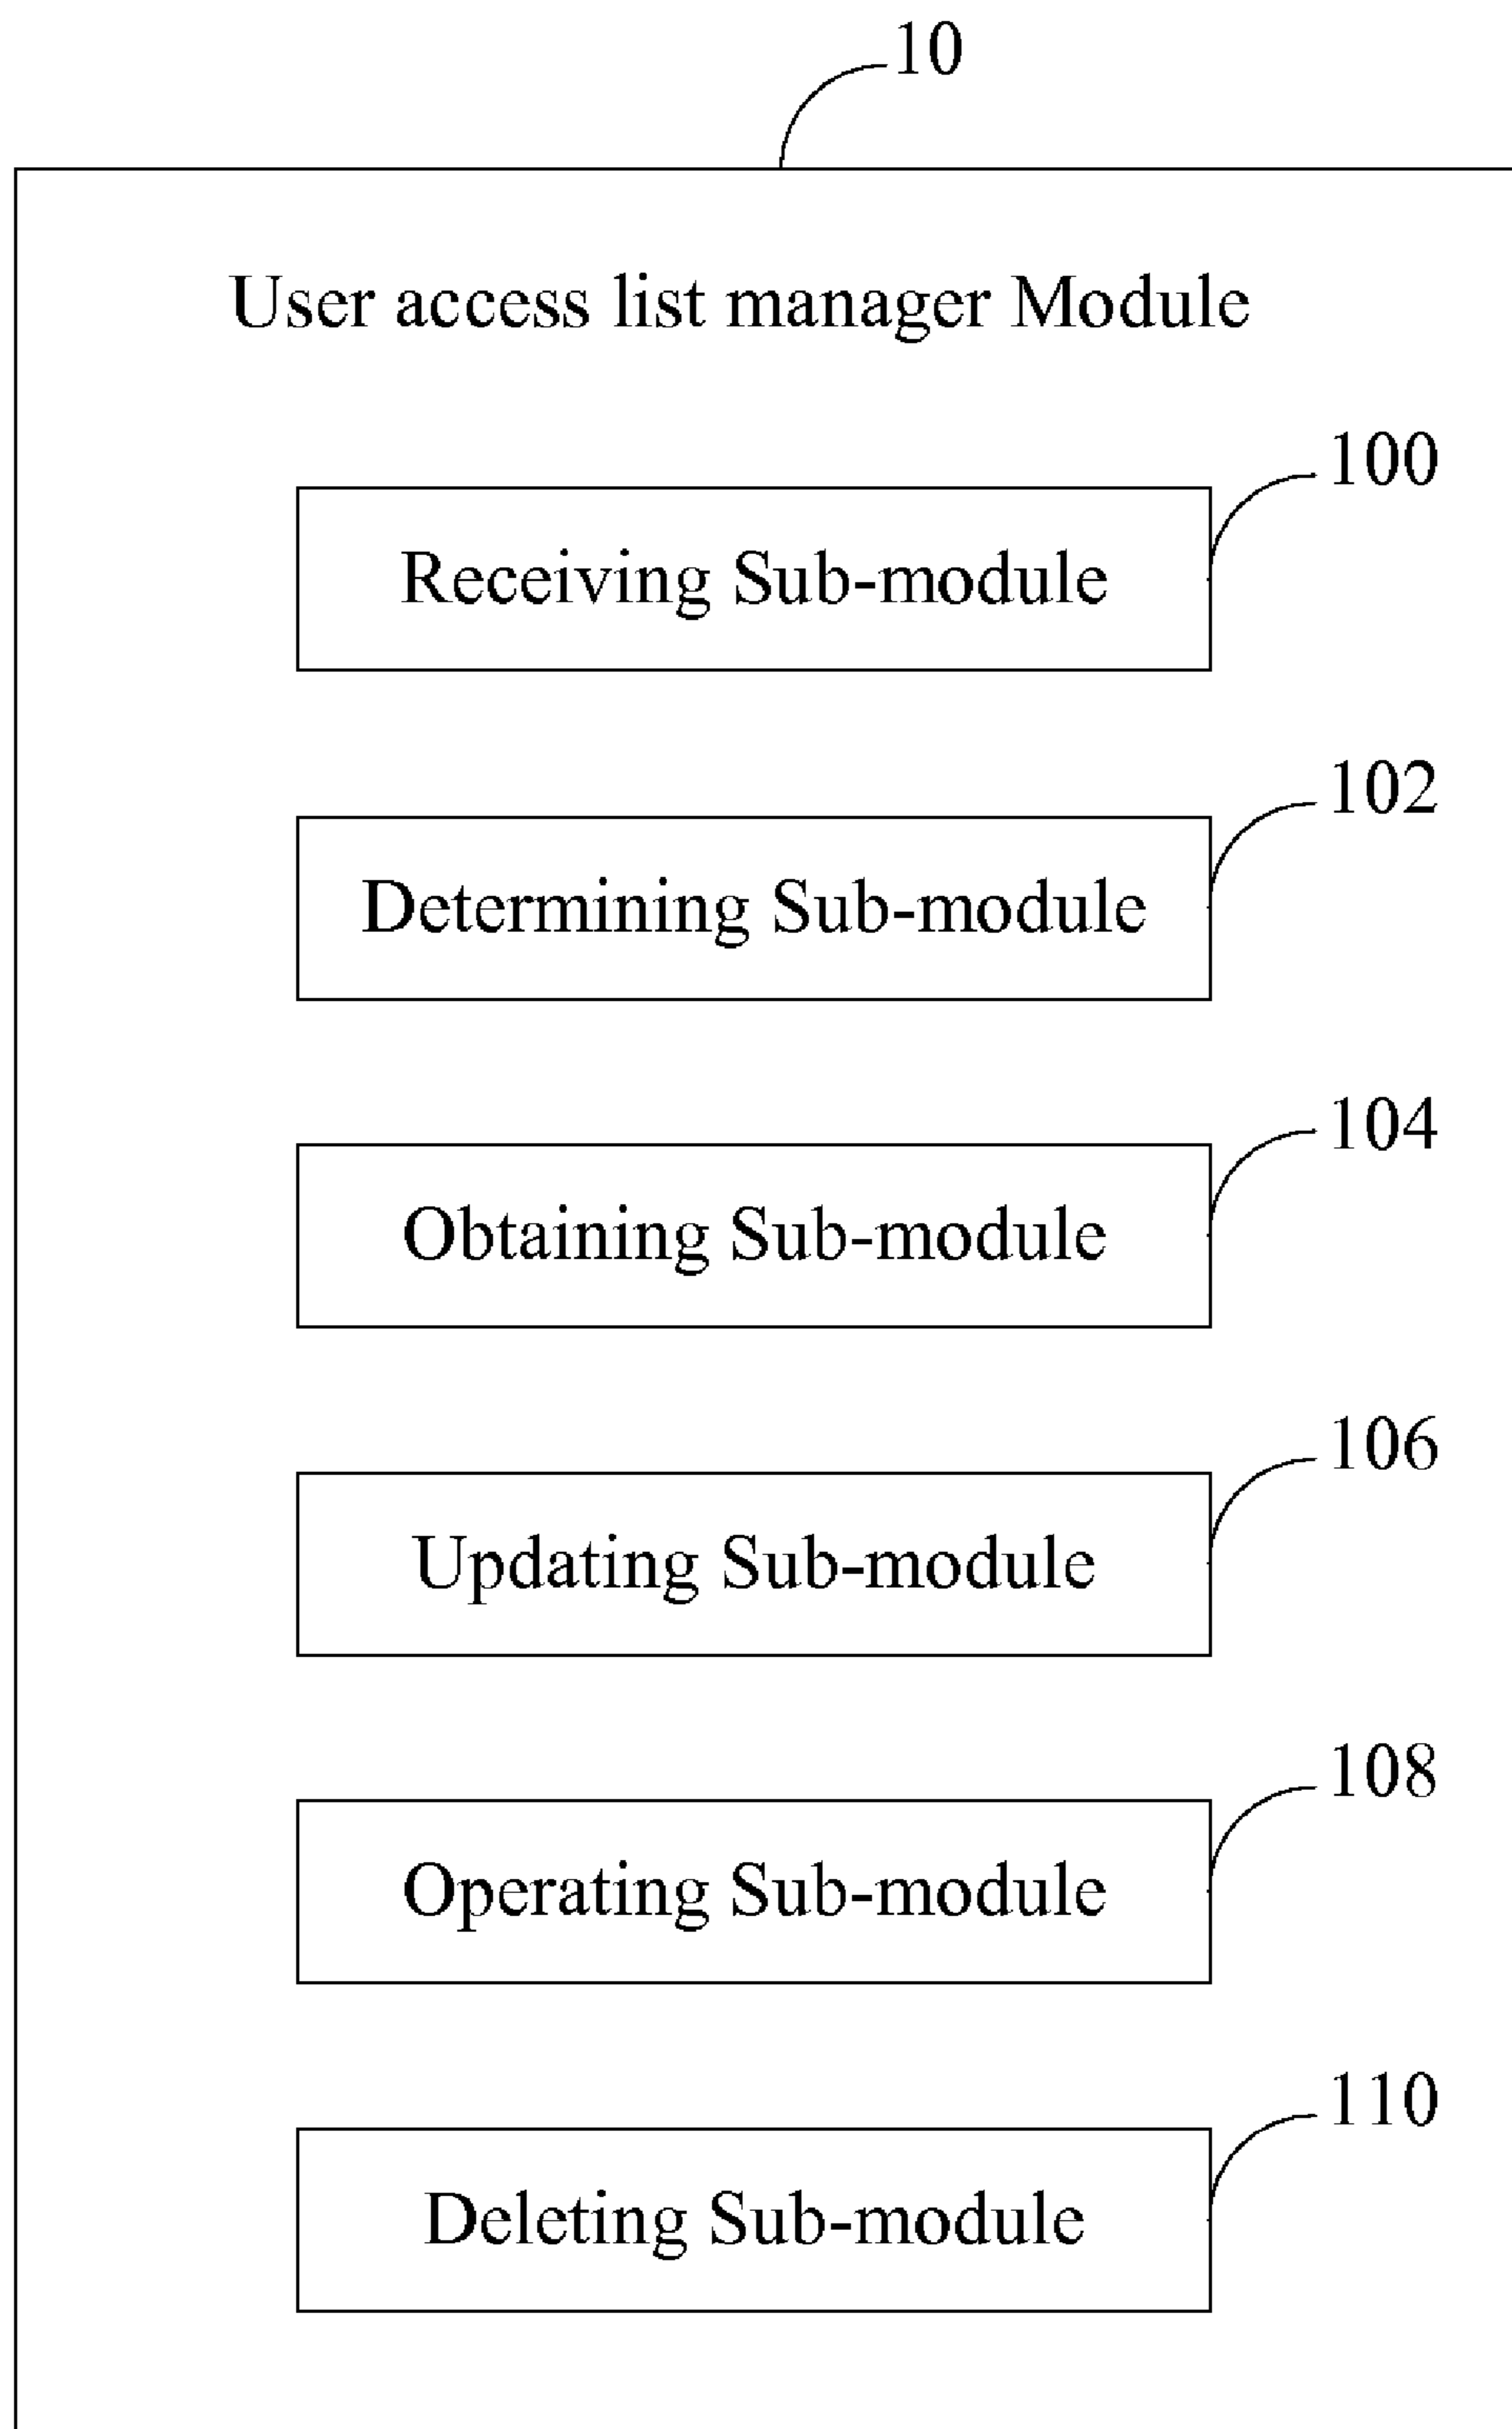 10
User access list manager Module
100
Receiving Sub-module
102
Determining Sub-module
104
Obtaining Sub-module
106
Updating Sub-module
108
Operating Sub-module
110
Deleting Sub-module